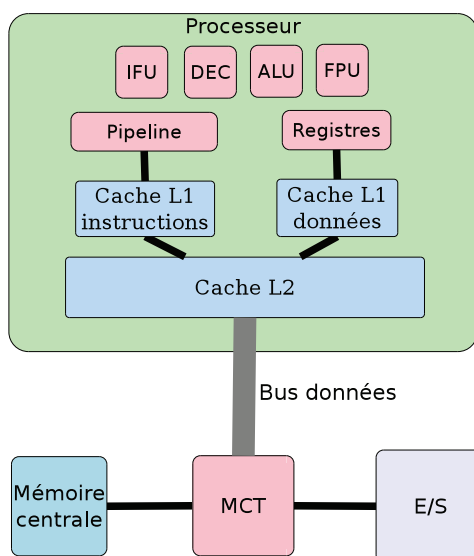 Processeur
IFU
DEC
ALU
FPU
Pipeline
Registres
Cache L1
instructions
Cache L1
données
Cache L2
Bus données
Mémoire
centrale
MCT
E/S